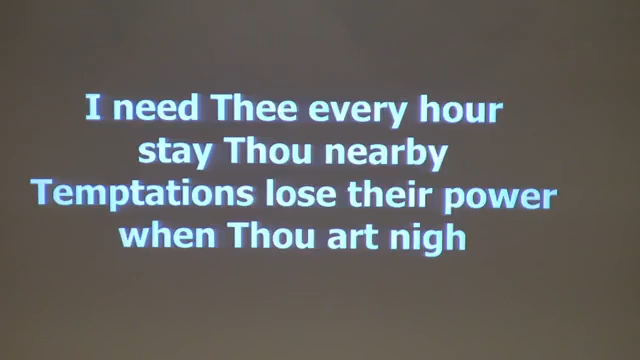 I need Thee every hour
stay Thou nearby
Temptations lose their power
when Thou art nigh